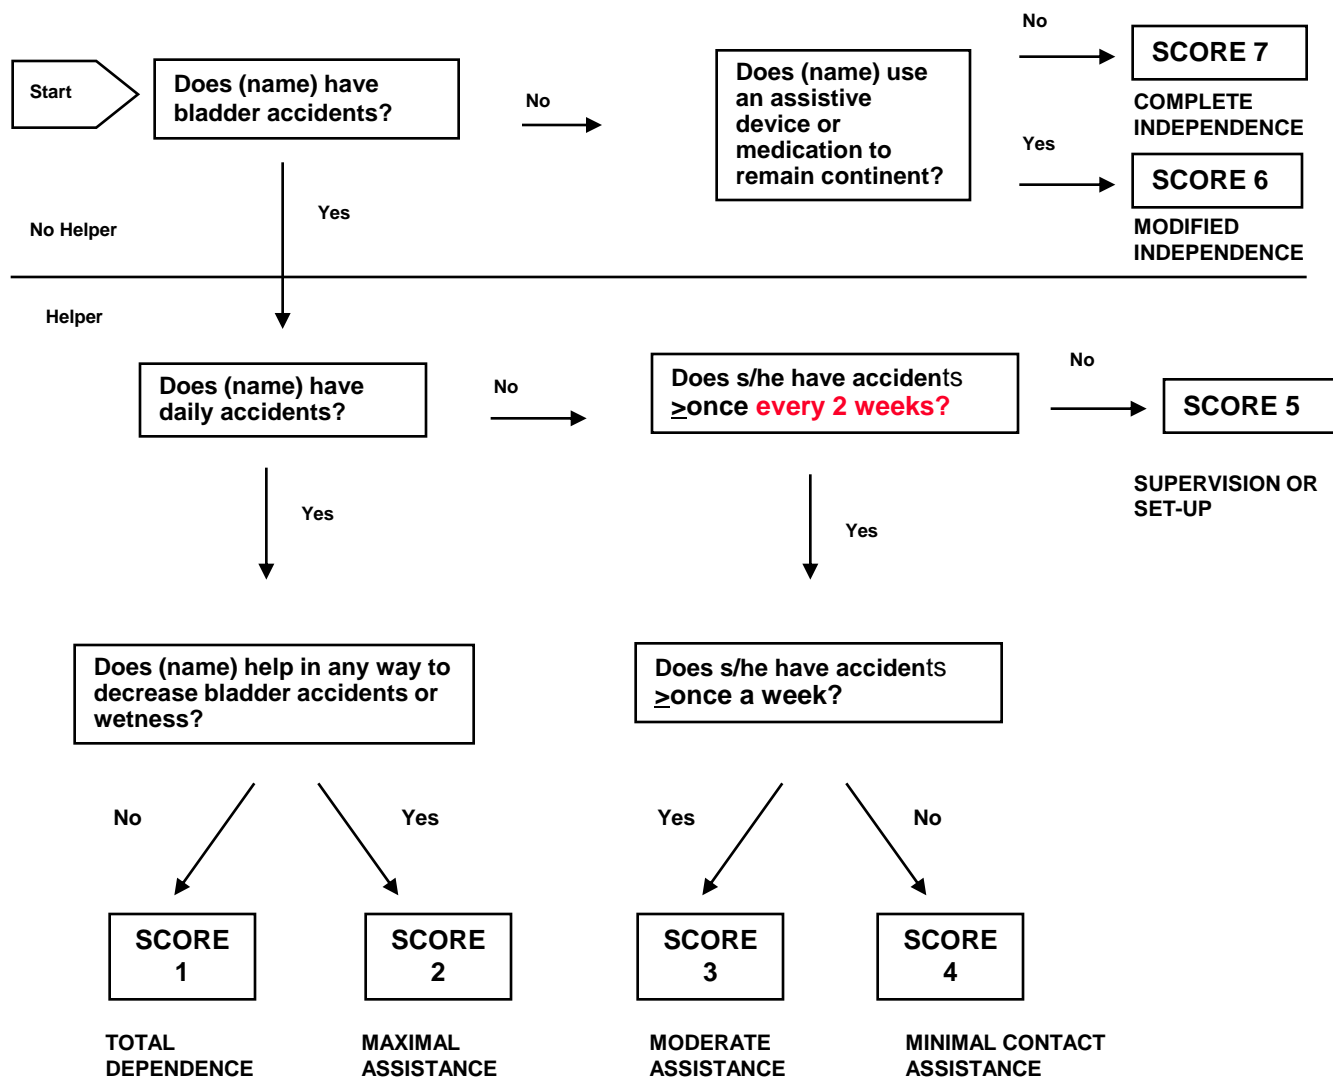 Start
Does (name) have
bladder accidents?
No
Does (name) use
an assistive
device or
medication to
remain continent?
No
SCORE 7
COMPLETE
INDEPENDENCE
Yes
SCORE 6
MODIFIED
INDEPENDENCE
Yes
No Helper
Helper
Does (name) have
daily accidents?
No
Does s/he have accidents
>once every 2 weeks?
No
SCORE 5
SUPERVISION OR
SET-UP
Yes
Yes
Does (name) help in any way to
decrease bladder accidents or
wetness?
Does s/he have accidents
>once a week?
No
Yes
Yes
No
SCORE
1
SCORE
2
SCORE
3
SCORE
4
TOTAL
DEPENDENCE
MAXIMAL
ASSISTANCE
MODERATE
ASSISTANCE
MINIMAL CONTACT
ASSISTANCE